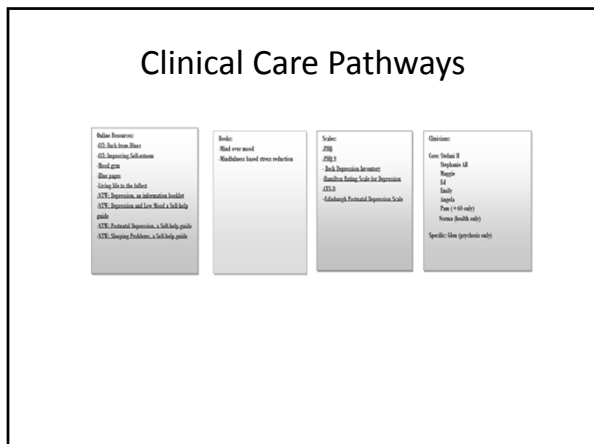 Clinical Care Pathways
Online Resources:
-CCI: Back from Bluez
-CCI: Improving Self-esteem
-Mood gym
-Blue pages
-Living life to the fullest
-NTW: Depression, an information booklet
-NTW: Depression and Low Mood a Self-help
guide
-NTW: Postnatal Depression, a Self-help guide
-NTW: Sleeping Problems, a Self-help guide
Books:
-Mind over mood
-Mindfulness based stress reduction
Scales:
-PHQ
-PHQ-9
- Beck Depression Inventory
-Hamilton Rating Scale for Depression
-CES-D
-Edinburgh Postnatal Depression Scale
Clinicians:
Core: Stefani H
Stephanie AB
Maggie
Ed
Emily
Angela
Pam (+60 only)
Norma (health only)
Specific: Glen (psychosis only)